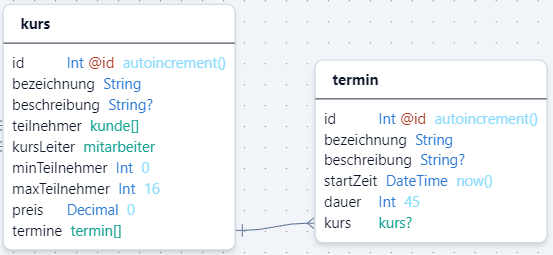 kurs
id Int @id autoincrement()
bezeichnung String
beschreibung String?
teilnehmer kunde[]
kursLeiter mitarbeiter
minTeilnehmer Int 0
maxTeilnehmer Int 16
preis Decimal 0
termine termin[]
termin
id Int @id autoincrement()
bezeichnung String
beschreibung String?
startZeit DateTime now()
dauer Int 45
kurs kurs?